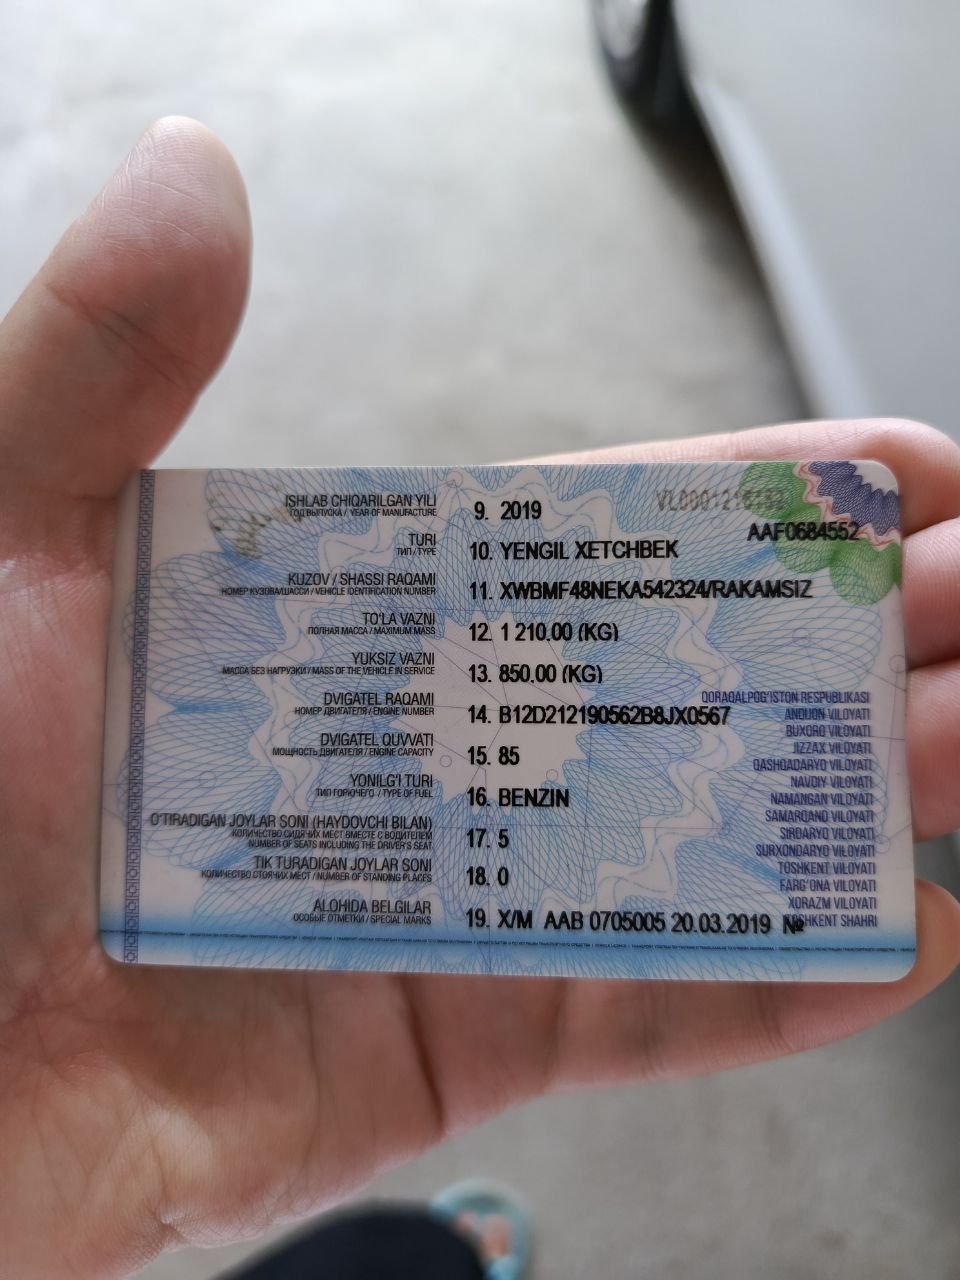 ISHLAB CHIQARILGAN YILI
ГОД ВЫПУСКА / YEAR OF MANUFACTURE
9. 2019
AAF0684552
TURI
ТИП / TYPE
10. YENGIL XETCHBEK
KUZOV / SHASSI RAQAMI
НОМЕР КУЗОВА/ШАССИ / VEHICLE IDENTIFICATION NUMBER
11. XWBMF48NEKA542324/RAKAMSIZ
TO'LA VAZNI
ПОЛНАЯ МАССА / MAXIMUM MASS
12. 1 210.00 (KG)
YUKSIZ VAZNI
МАССА БЕЗ НАГРУЗКИ / MASS OF THE VEHICLE IN SERVICE
13. 850.00 (KG)
DVIGATEL RAQAMI
НОМЕР ДВИГАТЕЛЯ / ENGINE NUMBER
14. B12D212190562B8JX0567
DVIGATEL QUVVATI
МОЩНОСТЬ ДВИГАТЕЛЯ / ENGINE CAPACITY
15. 85
YONILG'I TURI
ТИП ГОРЮЧЕГО / TYPE OF FUEL
16. BENZIN
O'TIRADIGAN JOYLAR SONI (HAYDOVCHI BILAN)
КОЛИЧЕСТВО СИДЯЧИХ МЕСТ ВМЕСТЕ С ВОДИТЕЛЕМ
NUMBER OF SEATS INCLUDING THE DRIVER'S SEAT
17. 5
TIK TURADIGAN JOYLAR SONI
КОЛИЧЕСТВО СТОЯЧИХ МЕСТ / NUMBER OF STANDING PLACES
18. 0
ALOHIDA BELGILAR
ОСОБЫЕ ОТМЕТКИ / SPECIAL MARKS
19. X/M AAB 0705005 20.03.2019 №
QORAQALPOG'ISTON RESPUBLIKASI
ANDIJON VILOYATI
BUXORO VILOYATI
JIZZAX VILOYATI
QASHQADARYO VILOYATI
NAVOIY VILOYATI
NAMANGAN VILOYATI
SAMARQAND VILOYATI
SIRDARYO VILOYATI
SURXONDARYO VILOYATI
TOSHKENT VILOYATI
FARG'ONA VILOYATI
XORAZM VILOYATI
TOSHKENT SHAHRI